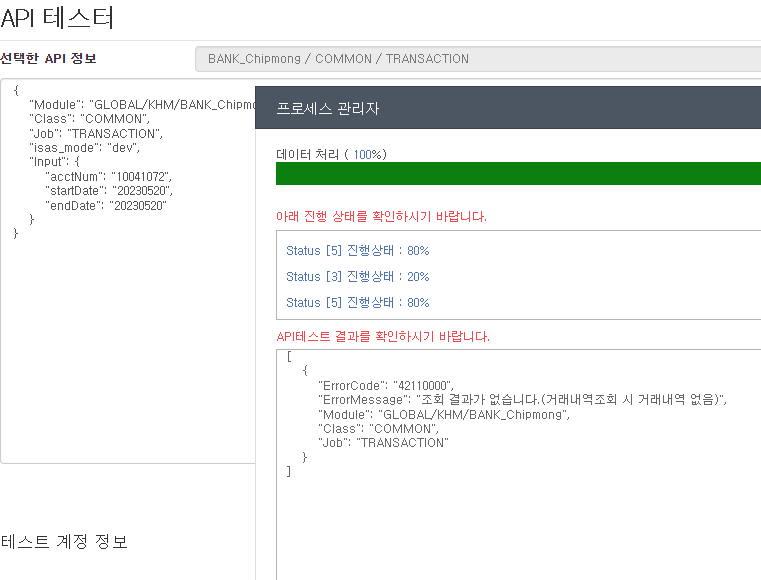 API 테스터
선택한 API 정보
BANK_Chipmong / COMMON / TRANSACTION
{
"Module": "GLOBAL/KHM/BANK_Chipmo
"Class": "COMMON",
"Job": "TRANSACTION",
"isas_mode": "dev",
"Input": {
"acctNum": "10041072",
"startDate": "20230520",
"endDate": "20230520"
}
}
프로세스 관리자
데이터 처리 ( 100%)
아래 진행 상태를 확인하시기 바랍니다.
Status [5] 진행상태 : 80%
Status [3] 진행상태 : 20%
Status [5] 진행상태 : 80%
API테스트 결과를 확인하시기 바랍니다.
[
{
"ErrorCode": "42110000",
"ErrorMessage": "조회 결과가 없습니다.(거래내역조회 시 거래내역 없음)",
"Module": "GLOBAL/KHM/BANK_Chipmong",
"Class": "COMMON",
"Job": "TRANSACTION"
}
]
테스트 계정 정보